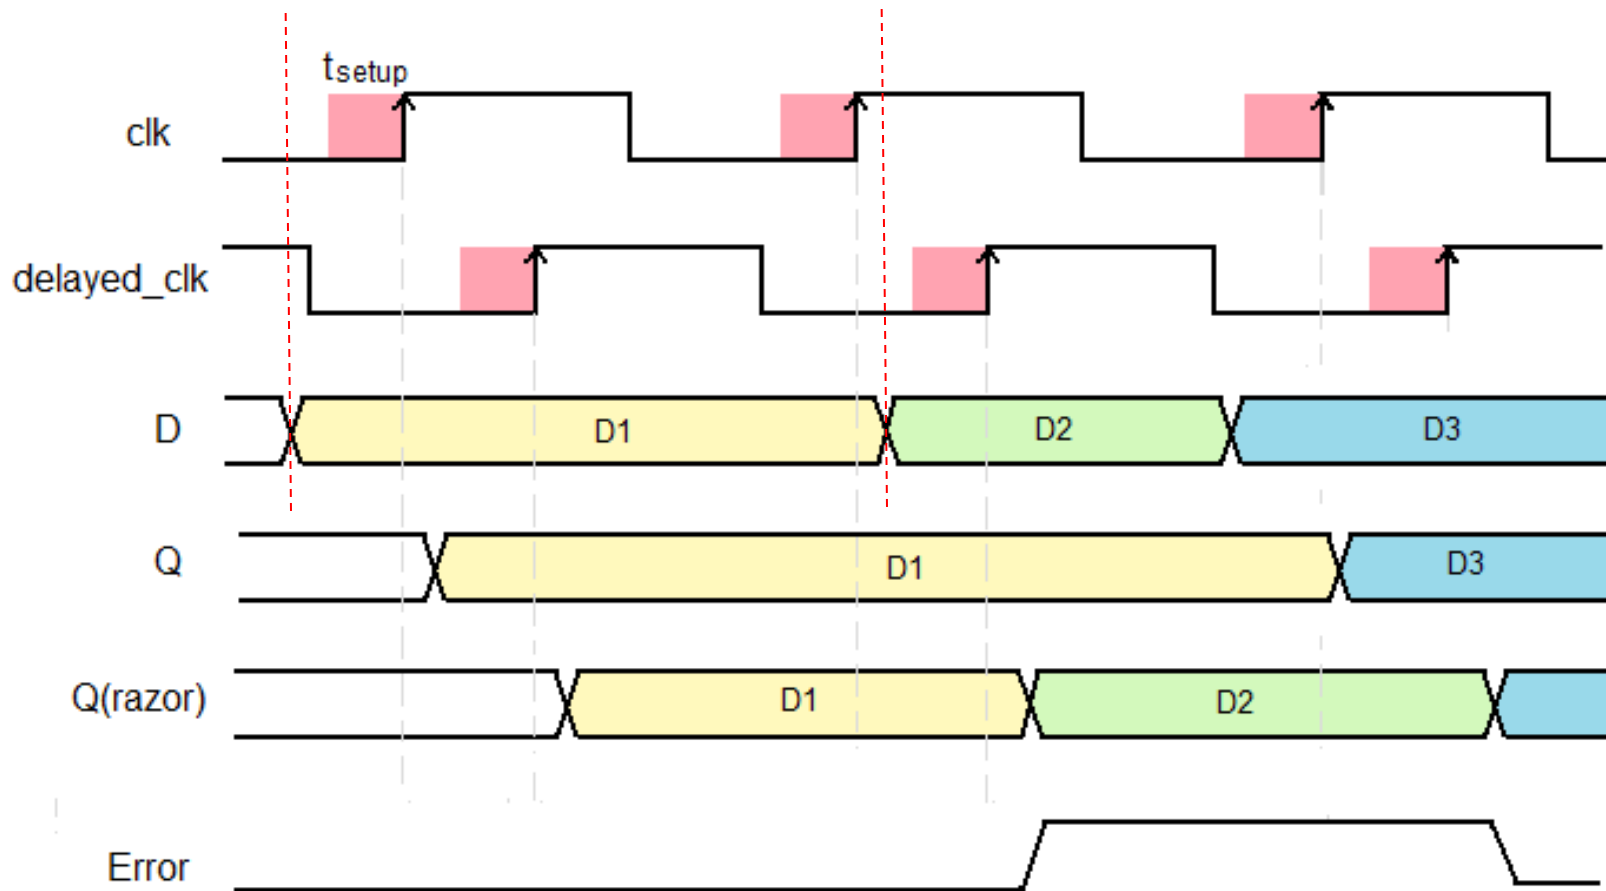 tsetup
clk
delayed_clk
D D1 D2 D3
Q D1 D3
Q(razor) D1 D2
Error